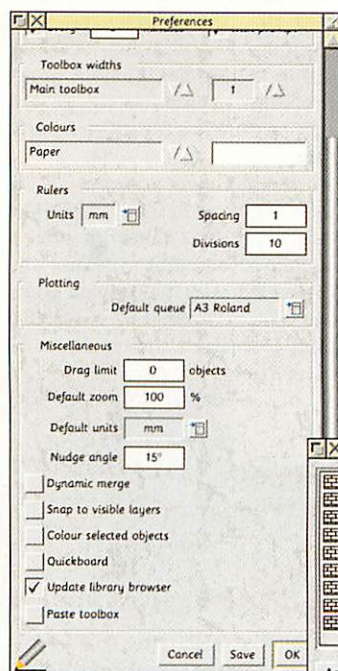 Preferences
Toolbox widths
Main toolbox 1
Colours
Paper
Rulers
Units mm Spacing 1
Divisions 10
Plotting
Default queue A3 Roland
Miscellaneous
Drag limit 0 objects
Default zoom 100 %
Default units mm
Nudge angle 15°
Dynamic merge
Snap to visible layers
Colour selected objects
Quickboard
Update library browser
Paste toolbox
Cancel Save OK